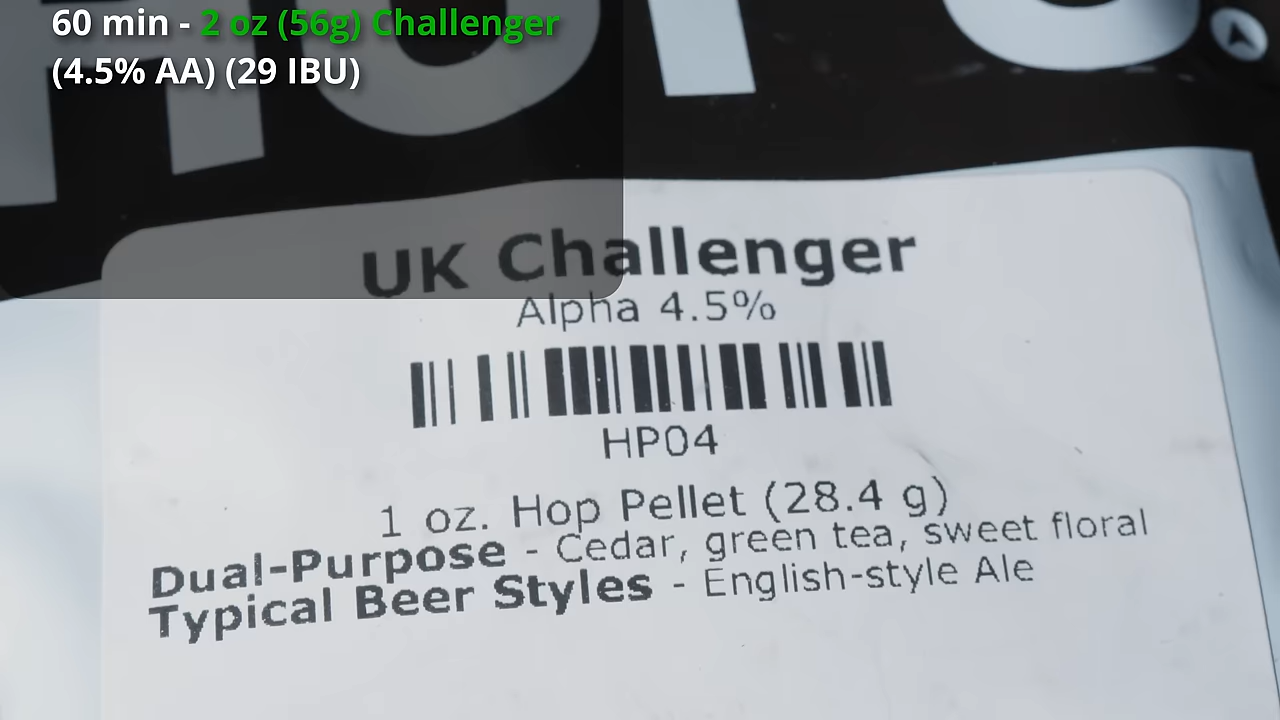 60 min - 2 oz (56g) Challenger
(4.5% AA) (29 IBU)
UK Challenger
Alpha 4.5%
HP04
1 oz. Hop Pellet (28.4 g)
Dual-Purpose - Cedar, green tea, sweet floral
Typical Beer Styles - English-style Ale